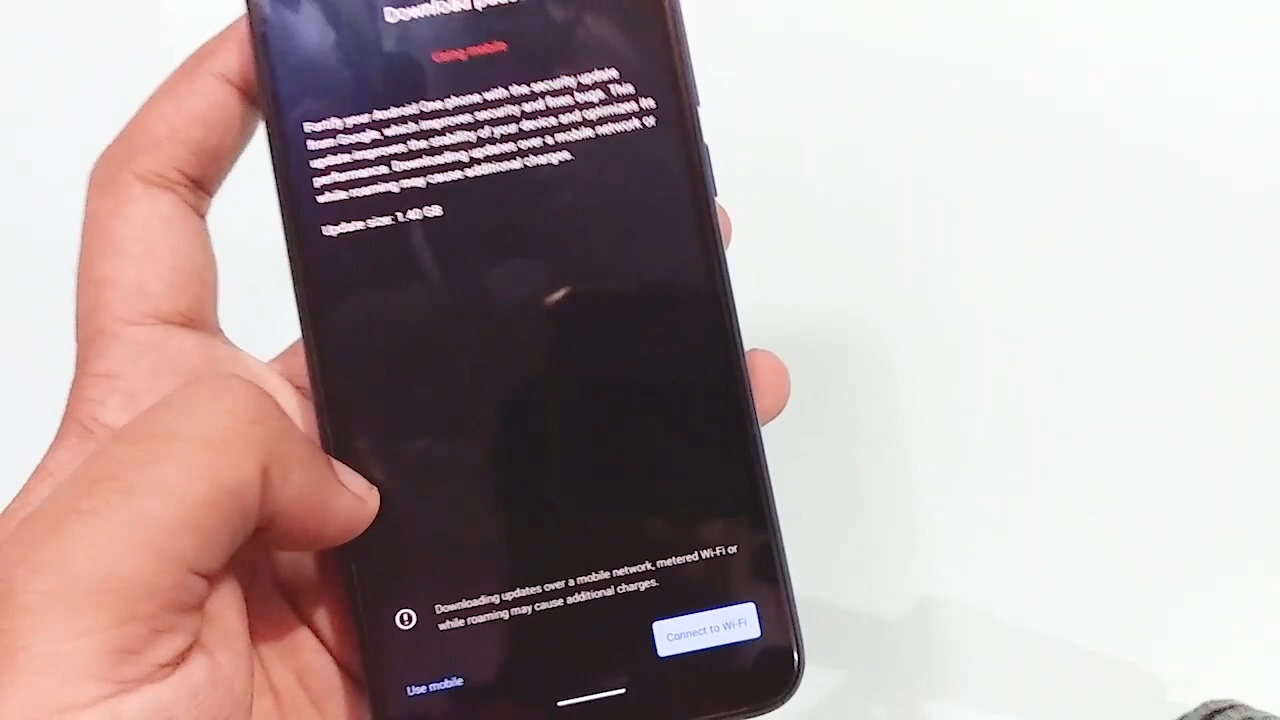 Download
Using mobile
Fortify your Android One phone with the security update
from Google, which improves security and fixes bugs. This
update improves the stability of your device and optimizes its
performance. Downloading updates over a mobile network or
while roaming may cause additional charges.
Update size: 1.40 GB
Downloading updates over a mobile network, metered Wi-Fi or
while roaming may cause additional charges.
Connect to Wi-Fi
Use mobile